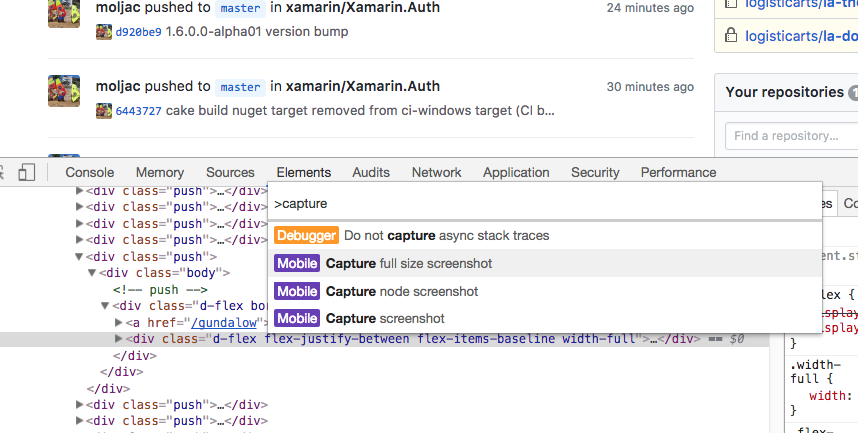 moljac pushed to master in xamarin/Xamarin.Auth 24 minutes ago
d920be9 1.6.0.0-alpha01 version bump
moljac pushed to master in xamarin/Xamarin.Auth 30 minutes ago
6443727 cake build nuget target removed from ci-windows target (CI b...
logisticarts/la-the
logisticarts/la-do
Your repositories 1
Find a repository...
Console Memory Sources Elements Audits Network Application Security Performance
>capture
Debugger Do not capture async stack traces
Mobile Capture full size screenshot
Mobile Capture node screenshot
Mobile Capture screenshot
▶<div class="push">…</div>
▶<div class="push">…</div>
▶<div class="push">…</div>
▶<div class="push">…</div>
▼<div class="push">
▼<div class="body">
<!-- push -->
▼<div class="d-flex bor
▶<a href="/gundalow">
▶<div class="d-flex flex-justify-between flex-items-baseline width-full">…</div> == $0
</div>
</div>
</div>
▶<div class="push">…</div>
▶<div class="push">…</div>
es Co
ent.st
lex {
splay
splay
}
.width-
full {
width:
}
.flex-